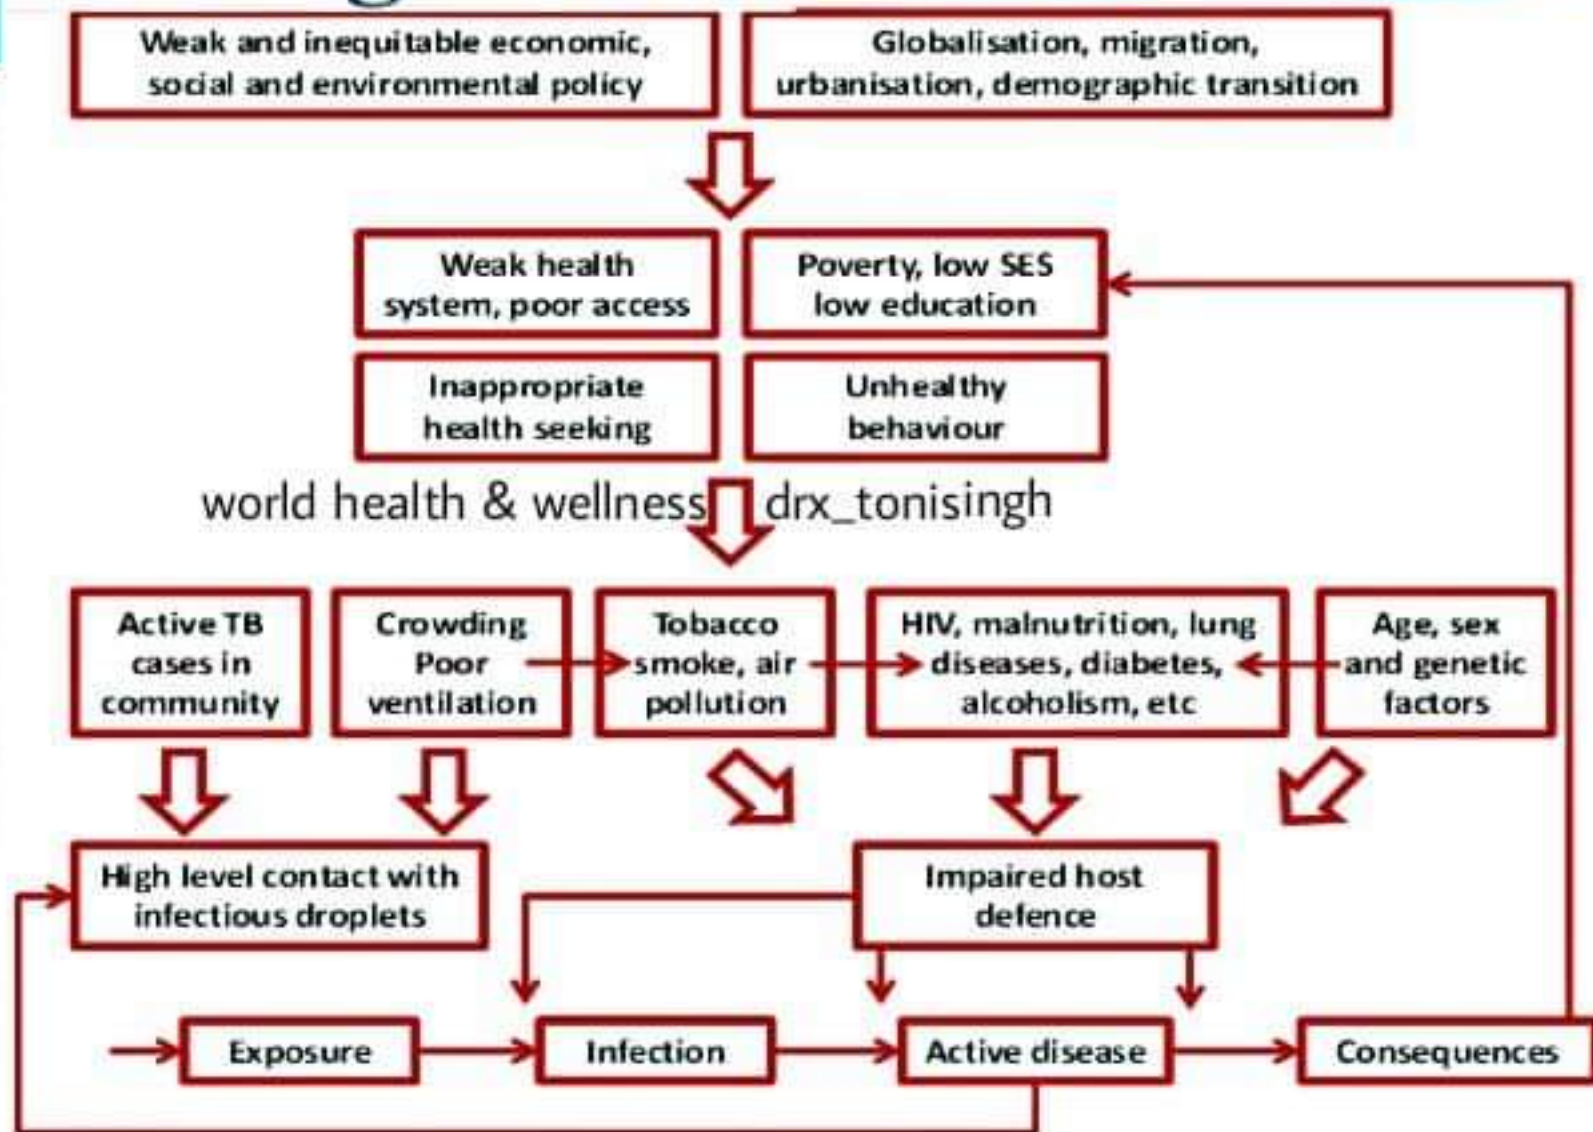 Weak and inequitable economic,
social and environmental policy
Globalisation, migration,
urbanisation, demographic transition
Weak health
system, poor access
Poverty, low SES
low education
Inappropriate
health seeking
Unhealthy
behaviour
world health & wellness
drx_tonisingh
Active TB
cases in
community
Crowding
Poor
ventilation
Tobacco
smoke, air
pollution
HIV, malnutrition, lung
diseases, diabetes,
alcoholism, etc
Age, sex
and genetic
factors
High level contact with
infectious droplets
Impaired host
defence
Exposure
Infection
Active disease
Consequences